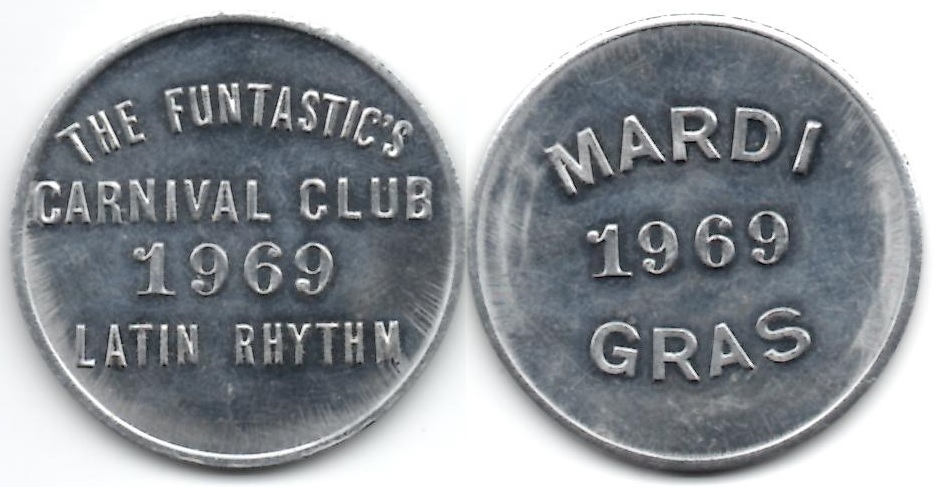 THE FUNTASTIC'S
CARNIVAL CLUB
1969
LATIN RHYTHM
MARDI
1969
GRAS